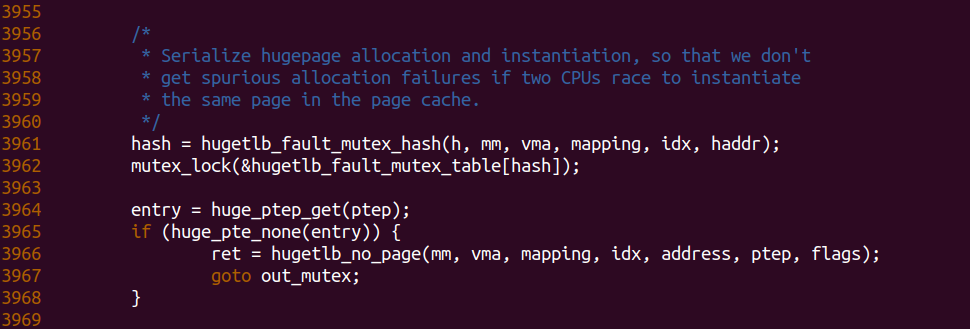 3955
3956 /*
3957 * Serialize hugepage allocation and instantiation, so that we don't
3958 * get spurious allocation failures if two CPUs race to instantiate
3959 * the same page in the page cache.
3960 */
3961 hash = hugetlb_fault_mutex_hash(h, mm, vma, mapping, idx, haddr);
3962 mutex_lock(&hugetlb_fault_mutex_table[hash]);
3963
3964 entry = huge_ptep_get(ptep);
3965 if (huge_pte_none(entry)) {
3966 ret = hugetlb_no_page(mm, vma, mapping, idx, address, ptep, flags);
3967 goto out_mutex;
3968 }
3969